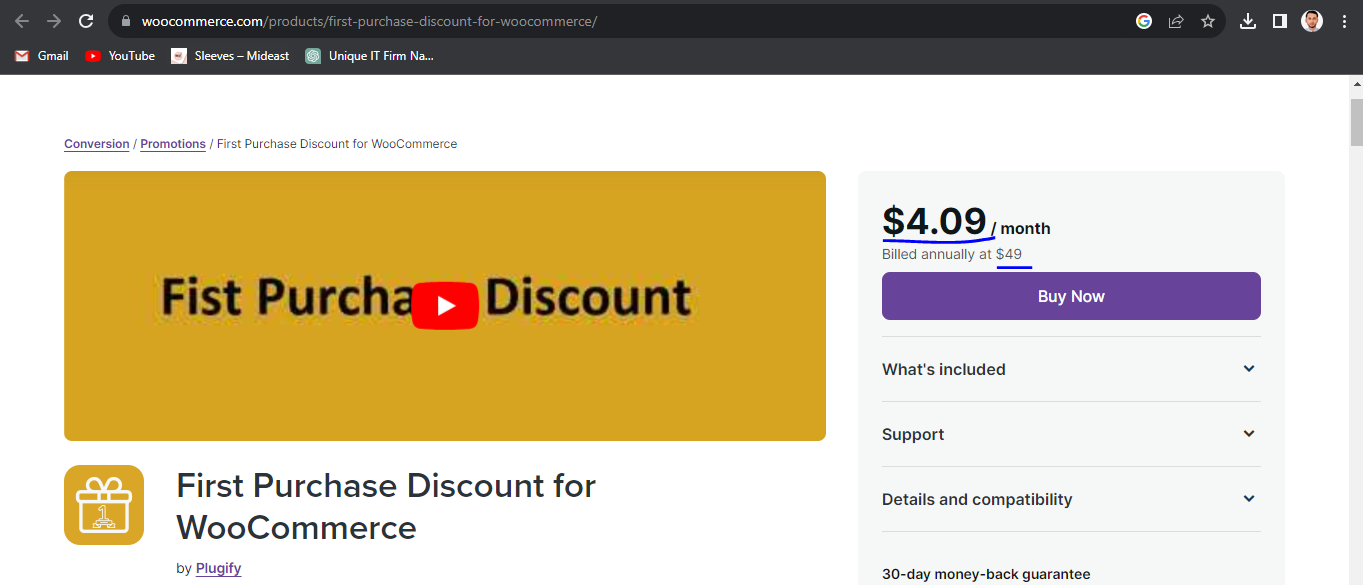 woocommerce.com/products/first-purchase-discount-for-woocommerce/
Gmail YouTube Sleeves – Mideast Unique IT Firm Na...
Conversion / Promotions / First Purchase Discount for WooCommerce
Fist Purcha Discount
First Purchase Discount for
WooCommerce
by Plugify
$4.09 / month
Billed annually at $49
Buy Now
What's included
Support
Details and compatibility
30-day money-back guarantee
1